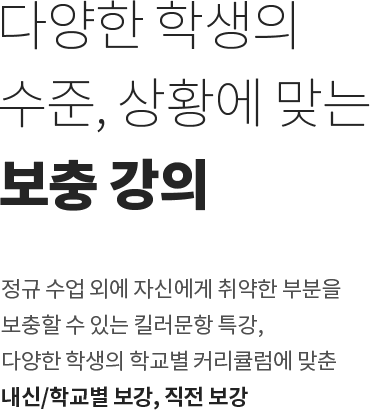 다양한 학생의
수준, 상황에 맞는
보충 강의
정규 수업 외에 자신에게 취약한 부분을
보충할 수 있는 킬러문항 특강,
다양한 학생의 학교별 커리큘럼에 맞춘
내신/학교별 보강, 직전 보강